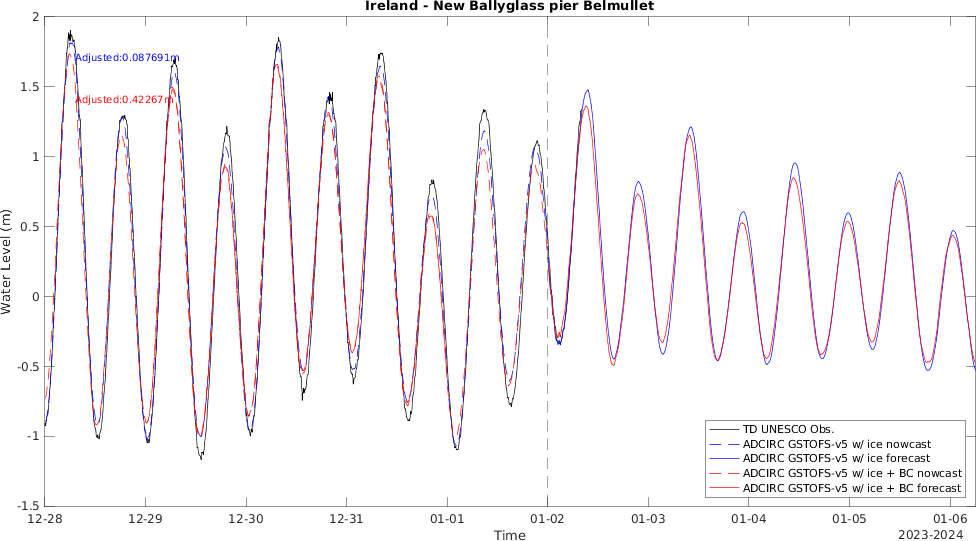 Ireland - New Ballyglass pier Belmullet
2
1.5
1
0.5
0
-0.5
-1
-1.5
Water Level (m)
Adjusted:0.087691m
Adjusted:0.42267m
TD UNESCO Obs.
ADCIRC GSTOFS-v5 w/ ice nowcast
ADCIRC GSTOFS-v5 w/ ice forecast
ADCIRC GSTOFS-v5 w/ ice + BC nowcast
ADCIRC GSTOFS-v5 w/ ice + BC forecast
12-28 12-29 12-30 12-31 01-01 01-02 01-03 01-04 01-05 01-06
Time
2023-2024